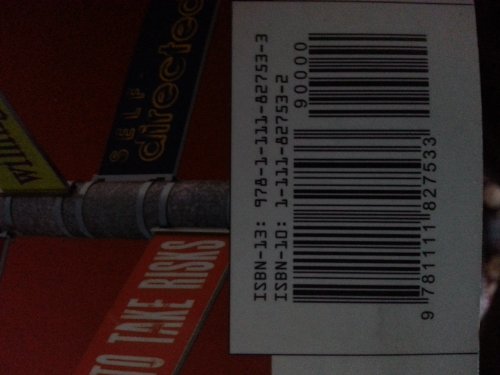 ISBN-13: 978-1-111-82753-3
ISBN-10: 1-111-82753-2
90000
9 781111 827533
SELF-
directed
TO TAKE RISKS